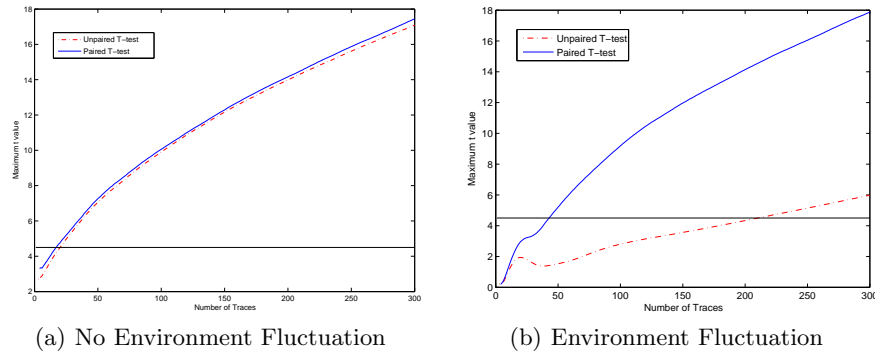 18
16
14
12
10
8
6
4
2
Maximum t value
Unpaired T−test
Paired T−test
0 50 100 150 200 250 300
Number of Traces
(a) No Environment Fluctuation
18
16
14
12
10
8
6
4
2
0
Maximum t value
Unpaired T−test
Paired T−test
0 50 100 150 200 250 300
Number of Traces
(b) Environment Fluctuation